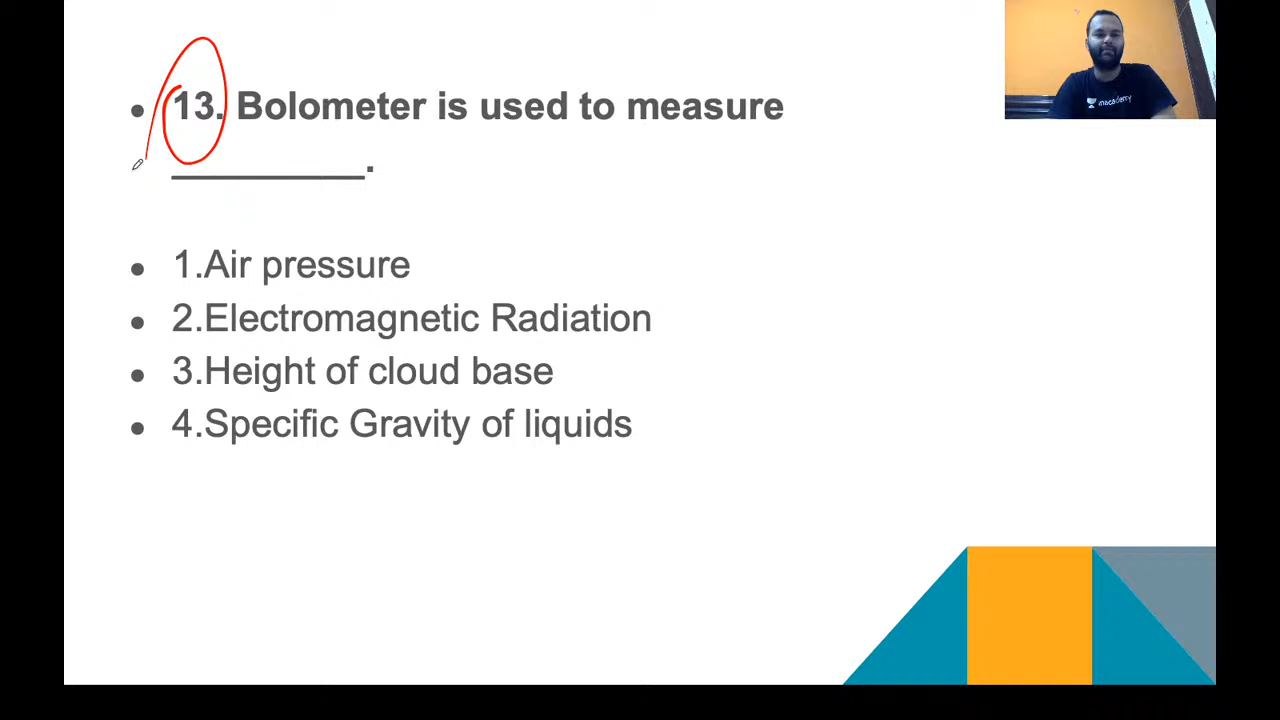 • 13. Bolometer is used to measure
_________.
• 1.Air pressure
• 2.Electromagnetic Radiation
• 3.Height of cloud base
• 4.Specific Gravity of liquids